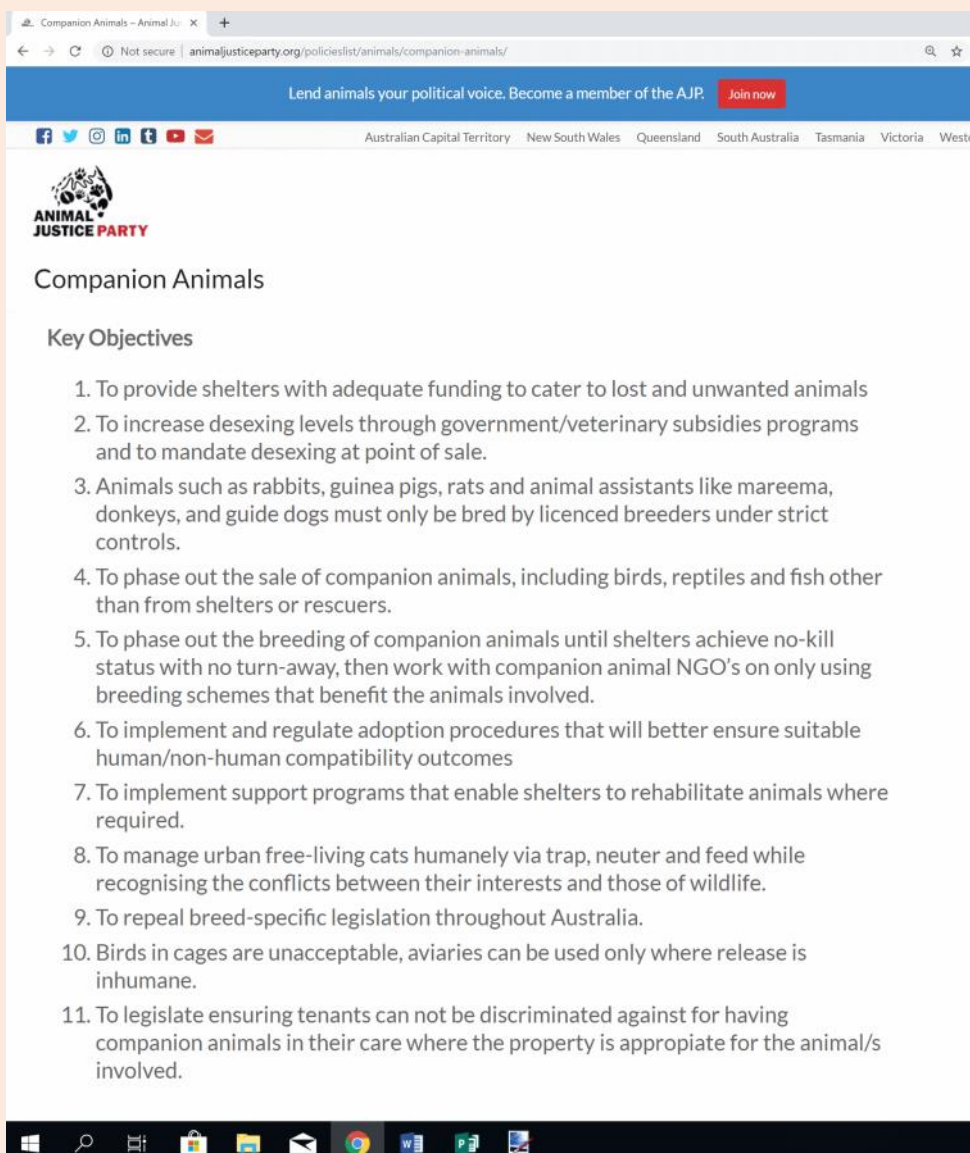 Companion Animals – Animal Ju
Not secure | animaljusticeparty.org/policieslist/animals/companion-animals/
Lend animals your political voice. Become a member of the AJP. Join now
Australian Capital Territory New South Wales Queensland South Australia Tasmania Victoria West
ANIMAL
JUSTICE PARTY
Companion Animals
Key Objectives
1. To provide shelters with adequate funding to cater to lost and unwanted animals
2. To increase desexing levels through government/veterinary subsidies programs
and to mandate desexing at point of sale.
3. Animals such as rabbits, guinea pigs, rats and animal assistants like mareema,
donkeys, and guide dogs must only be bred by licenced breeders under strict
controls.
4. To phase out the sale of companion animals, including birds, reptiles and fish other
than from shelters or rescuers.
5. To phase out the breeding of companion animals until shelters achieve no-kill
status with no turn-away, then work with companion animal NGO's on only using
breeding schemes that benefit the animals involved.
6. To implement and regulate adoption procedures that will better ensure suitable
human/non-human compatibility outcomes
7. To implement support programs that enable shelters to rehabilitate animals where
required.
8. To manage urban free-living cats humanely via trap, neuter and feed while
recognising the conflicts between their interests and those of wildlife.
9. To repeal breed-specific legislation throughout Australia.
10. Birds in cages are unacceptable, aviaries can be used only where release is
inhumane.
11. To legislate ensuring tenants can not be discriminated against for having
companion animals in their care where the property is appropiate for the animal/s
involved.